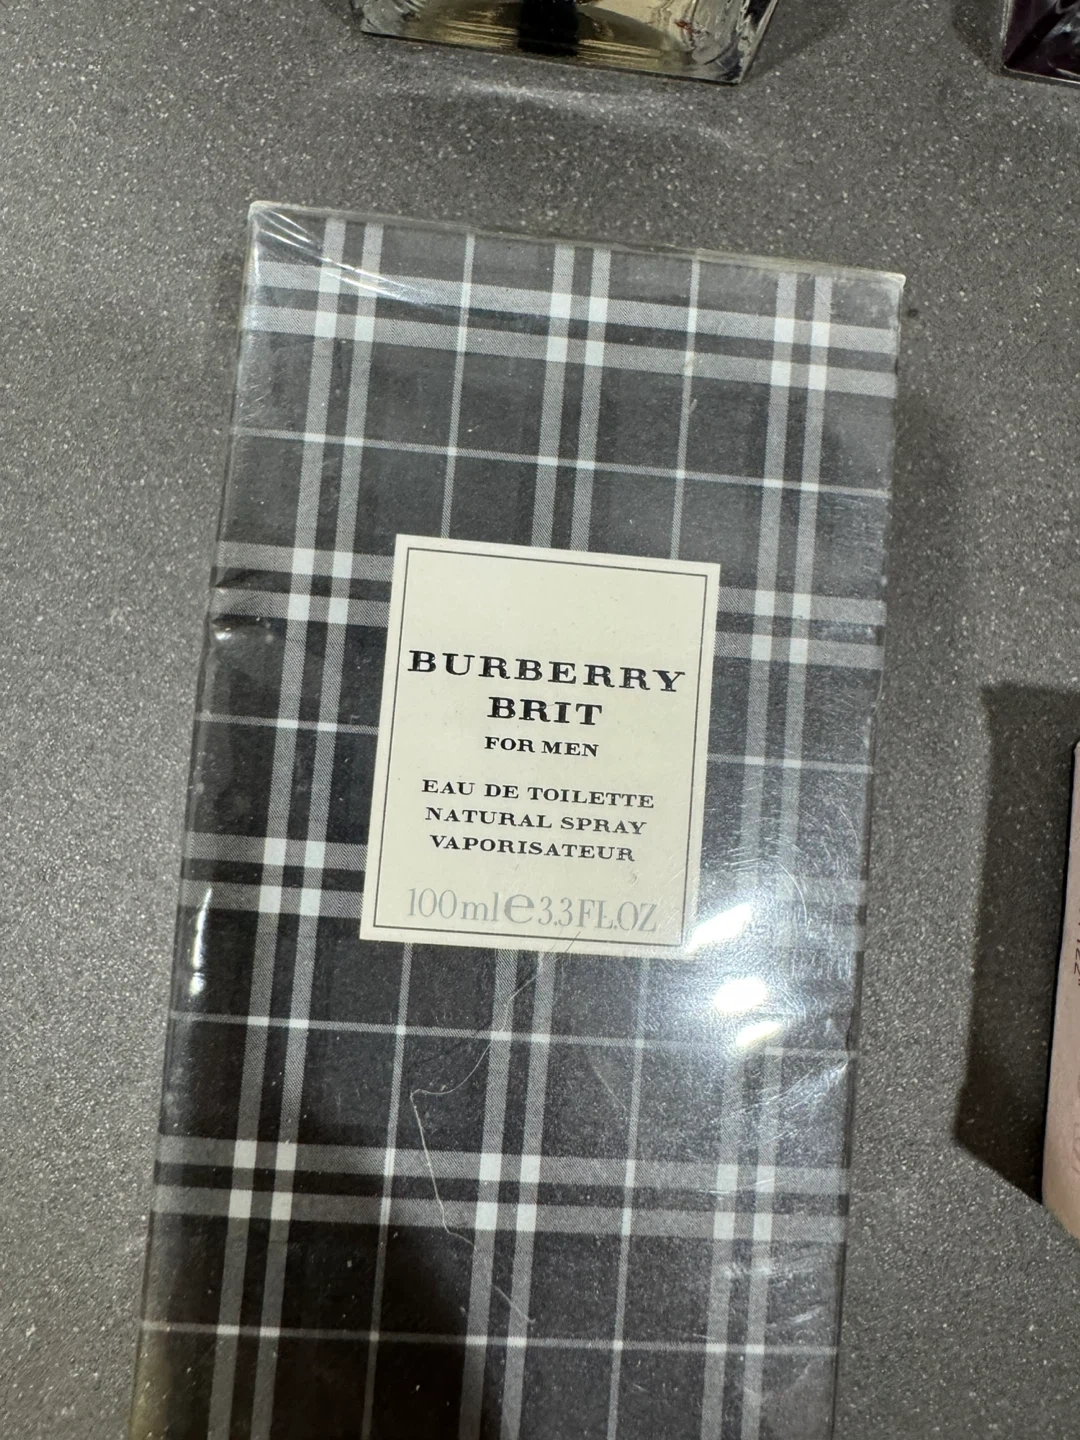 BURBERRY
BRIT
FOR MEN
EAU DE TOILETTE
NATURAL SPRAY
VAPORISATEUR
100ml℮3.3FL.OZ